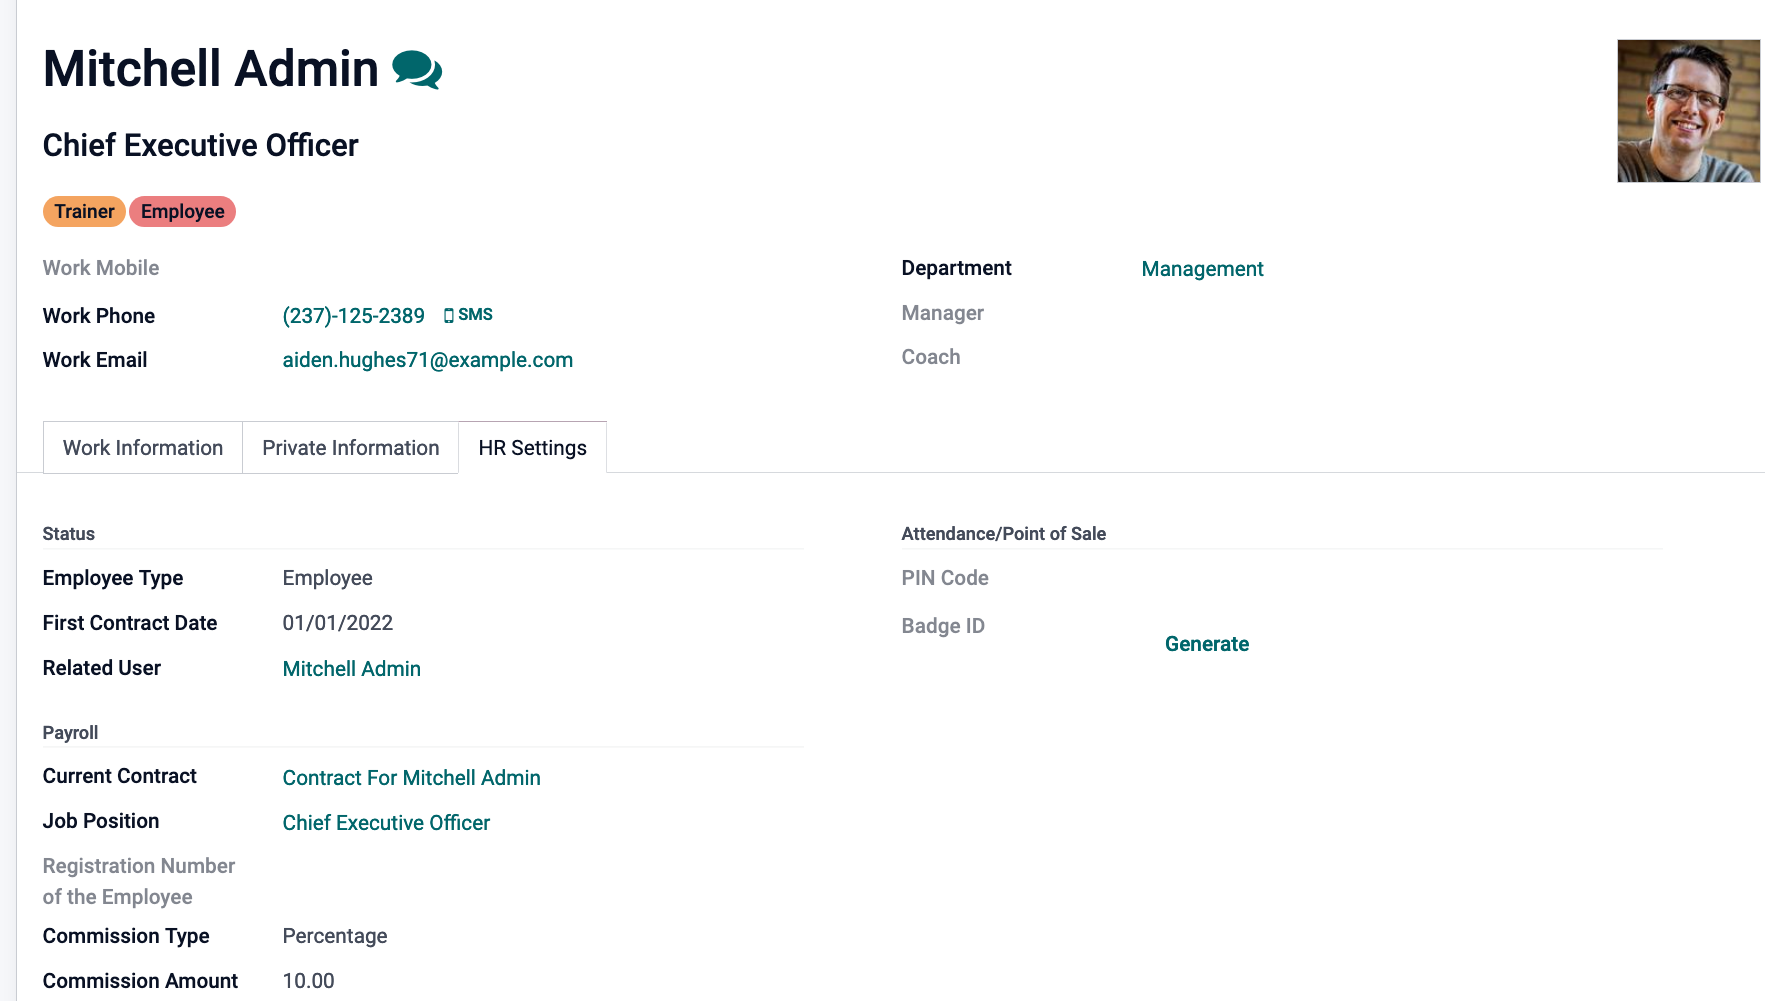 Mitchell Admin
Chief Executive Officer
Trainer Employee
Work Mobile
Work Phone (237)-125-2389 SMS
Work Email aiden.hughes71@example.com
Department Management
Manager
Coach
Work Information Private Information HR Settings
Status
Employee Type Employee
First Contract Date 01/01/2022
Related User Mitchell Admin
Attendance/Point of Sale
PIN Code
Badge ID
Generate
Payroll
Current Contract Contract For Mitchell Admin
Job Position Chief Executive Officer
Registration Number
of the Employee
Commission Type Percentage
Commission Amount 10.00